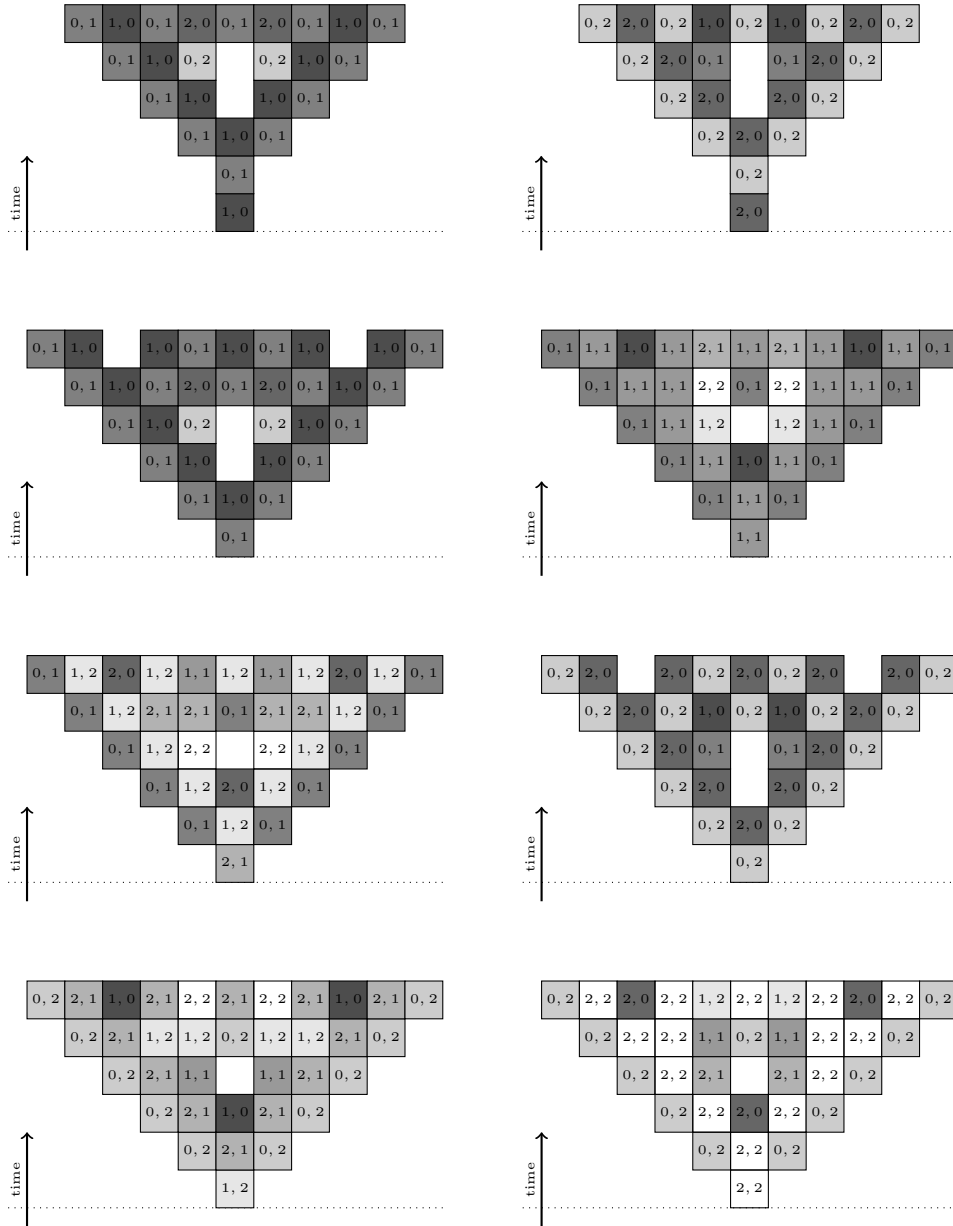 0, 1 1, 0 0, 1 2, 0 0, 1 2, 0 0, 1 1, 0 0, 1
0, 1 1, 0 0, 2 0, 2 1, 0 0, 1
0, 1 1, 0 1, 0 0, 1
0, 1 1, 0 0, 1
0, 1
1, 0
time
0, 2 2, 0 0, 2 1, 0 0, 2 1, 0 0, 2 2, 0 0, 2
0, 2 2, 0 0, 1 0, 1 2, 0 0, 2
0, 2 2, 0 2, 0 0, 2
0, 2 2, 0 0, 2
0, 2
2, 0
time
0, 1 1, 0 1, 0 0, 1 1, 0 0, 1 1, 0 1, 0 0, 1
0, 1 1, 0 0, 1 2, 0 0, 1 2, 0 0, 1 1, 0 0, 1
0, 1 1, 0 0, 2 0, 2 1, 0 0, 1
0, 1 1, 0 1, 0 0, 1
0, 1 1, 0 0, 1
0, 1
time
0, 1 1, 1 1, 0 1, 1 2, 1 1, 1 2, 1 1, 1 1, 0 1, 1 0, 1
0, 1 1, 1 1, 1 2, 2 0, 1 2, 2 1, 1 1, 1 0, 1
0, 1 1, 1 1, 2 1, 2 1, 1 0, 1
0, 1 1, 1 1, 0 1, 1 0, 1
0, 1 1, 1 0, 1
1, 1
time
0, 1 1, 2 2, 0 1, 2 1, 1 1, 2 1, 1 1, 2 2, 0 1, 2 0, 1
0, 1 1, 2 2, 1 2, 1 0, 1 2, 1 2, 1 1, 2 0, 1
0, 1 1, 2 2, 2 2, 2 1, 2 0, 1
0, 1 1, 2 2, 0 1, 2 0, 1
0, 1 1, 2 0, 1
2, 1
time
0, 2 2, 0 2, 0 0, 2 2, 0 0, 2 2, 0 2, 0 0, 2
0, 2 2, 0 0, 2 1, 0 0, 2 1, 0 0, 2 2, 0 0, 2
0, 2 2, 0 0, 1 0, 1 2, 0 0, 2
0, 2 2, 0 2, 0 0, 2
0, 2 2, 0 0, 2
0, 2
time
0, 2 2, 1 1, 0 2, 1 2, 2 2, 1 2, 2 2, 1 1, 0 2, 1 0, 2
0, 2 2, 1 1, 2 1, 2 0, 2 1, 2 1, 2 2, 1 0, 2
0, 2 2, 1 1, 1 1, 1 2, 1 0, 2
0, 2 2, 1 1, 0 2, 1 0, 2
0, 2 2, 1 0, 2
1, 2
time
0, 2 2, 2 2, 0 2, 2 1, 2 2, 2 1, 2 2, 2 2, 0 2, 2 0, 2
0, 2 2, 2 2, 2 1, 1 0, 2 1, 1 2, 2 2, 2 0, 2
0, 2 2, 2 2, 1 2, 1 2, 2 0, 2
0, 2 2, 2 2, 0 2, 2 0, 2
0, 2 2, 2 0, 2
2, 2
time